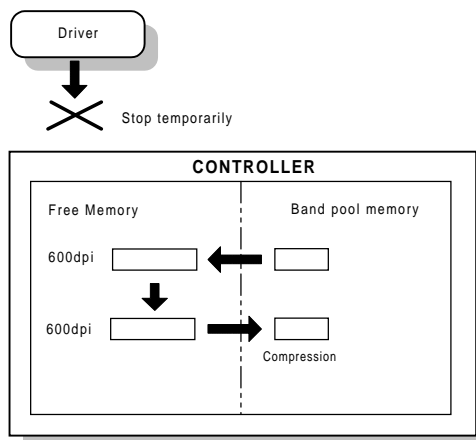 Driver
Stop temporarily
CONTROLLER
Free Memory
Band pool memory
600dpi
600dpi
Compression